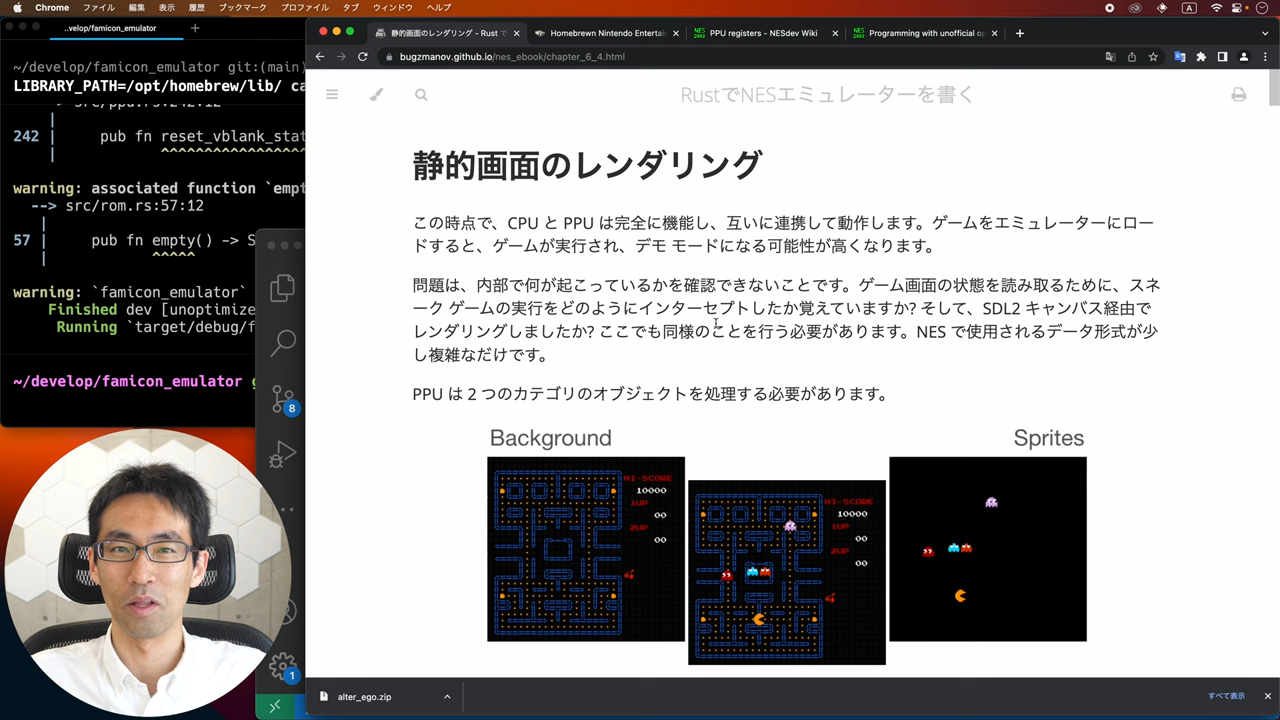 Chrome ファイル 編集 表示 履歴 ブックマーク プロファイル タブ ウィンドウ ヘルプ
..velop/famicon_emulator
~/develop/famicon_emulator git:(main)
LIBRARY_PATH=/opt/homebrew/lib/ ca
--> src/ppu.rs:242:12
242 | pub fn reset_vblank_stat
^^^^^^^^^^^^^^^^^
warning: associated function `empt
--> src/rom.rs:57:12
57 | pub fn empty() -> S
^^^^^
warning: `famicon_emulator`
Finished dev [unoptimize
Running `target/debug/f
~/develop/famicon_emulator g
8
1
静的画面のレンダリング - Rust で
Homebrewn Nintendo Entertain
PPU registers - NESdev Wiki
Programming with unofficial op
bugzmanov.github.io/nes_ebook/chapter_6_4.html
RustでNESエミュレーターを書く
静的画面のレンダリング
この時点で、CPU と PPU は完全に機能し、互いに連携して動作します。ゲームをエミュレーターにロー
ドすると、ゲームが実行され、デモ モードになる可能性が高くなります。
問題は、内部で何が起こっているかを確認できないことです。ゲーム画面の状態を読み取るために、スネ
ーク ゲームの実行をどのようにインターセプトしたか覚えていますか? そして、SDL2 キャンバス経由で
レンダリングしましたか? ここでも同様のことを行う必要があります。NES で使用されるデータ形式が少
し複雑なだけです。
PPU は 2 つのカテゴリのオブジェクトを処理する必要があります。
Background
Sprites
HI-SCORE
10000
1UP
00
2UP
00
HI-SCORE
10000
1UP
00
2UP
00
alter_ego.zip
すべて表示